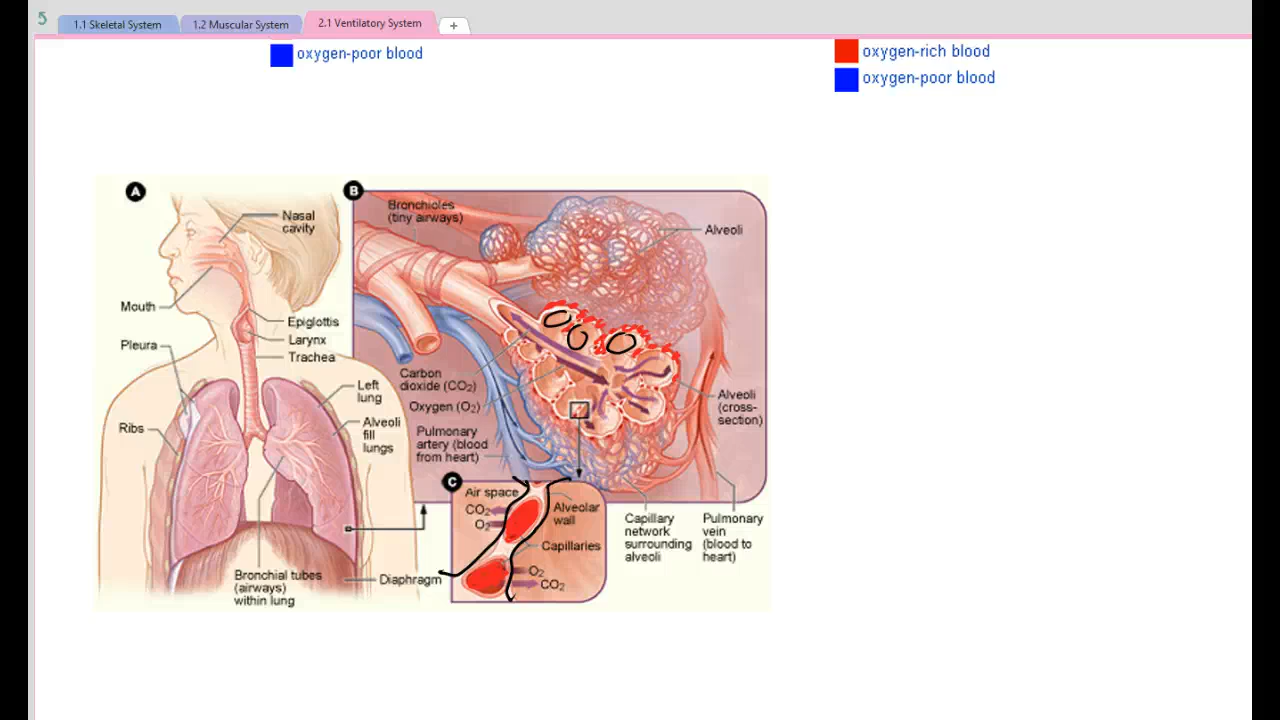 5
1.1 Skeletal System
1.2 Muscular System
2.1 Ventilatory System
+
oxygen-poor blood
oxygen-rich blood
oxygen-poor blood
A
Nasal
cavity
Mouth
Epiglottis
Larynx
Trachea
Pleura
Left
lung
Ribs
Alveoli
fill
lungs
Bronchial tubes
(airways)
within lung
Diaphragm
B
Bronchioles
(tiny airways)
Alveoli
Carbon
dioxide (CO2)
Oxygen (O2)
Pulmonary
artery (blood
from heart)
Alveoli
(cross-
section)
Capillary
network
surrounding
alveoli
Pulmonary
vein
(blood to
heart)
C
Air space
CO2
O2
Alveolar
wall
Capillaries
O2
CO2